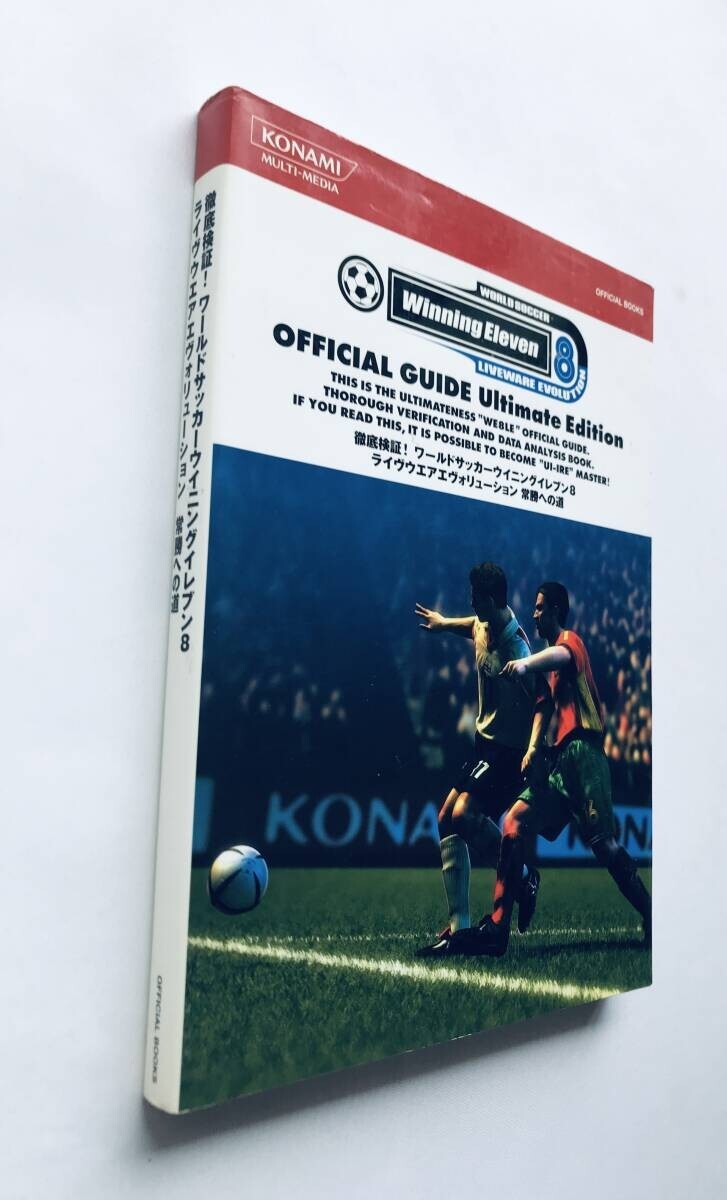 KONAMI
MULTI-MEDIA
OFFICIAL BOOKS
WORLD SOCCER
Winning Eleven 8
LIVEWARE EVOLUTION
OFFICIAL GUIDE Ultimate Edition
THIS IS THE ULTIMATENESS "WE8LE" OFFICIAL GUIDE.
THOROUGH VERIFICATION AND DATA ANALYSIS BOOK.
IF YOU READ THIS, IT IS POSSIBLE TO BECOME "UI-IRE" MASTER!
徹底検証！ ワールドサッカーウイニングイレブン8
ライヴウエアエヴォリューション 常勝への道
徹底検証！ ワールドサッカーウイニングイレブン8
ライヴウエアエヴォリューション 常勝への道
OFFICIAL BOOKS
KONA
KONAM
17